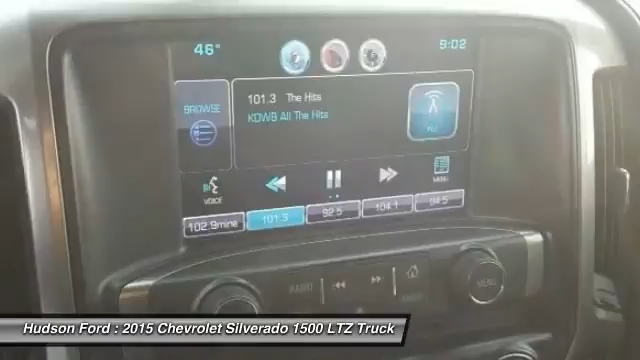 46°
9:02
101.3 The Hits
KDWB All The Hits
BROWSE
VOICE
MENU
102.9mine
101.3
92.5
104.1
94.5
RADIO
MENU
Hudson Ford : 2015 Chevrolet Silverado 1500 LTZ Truck